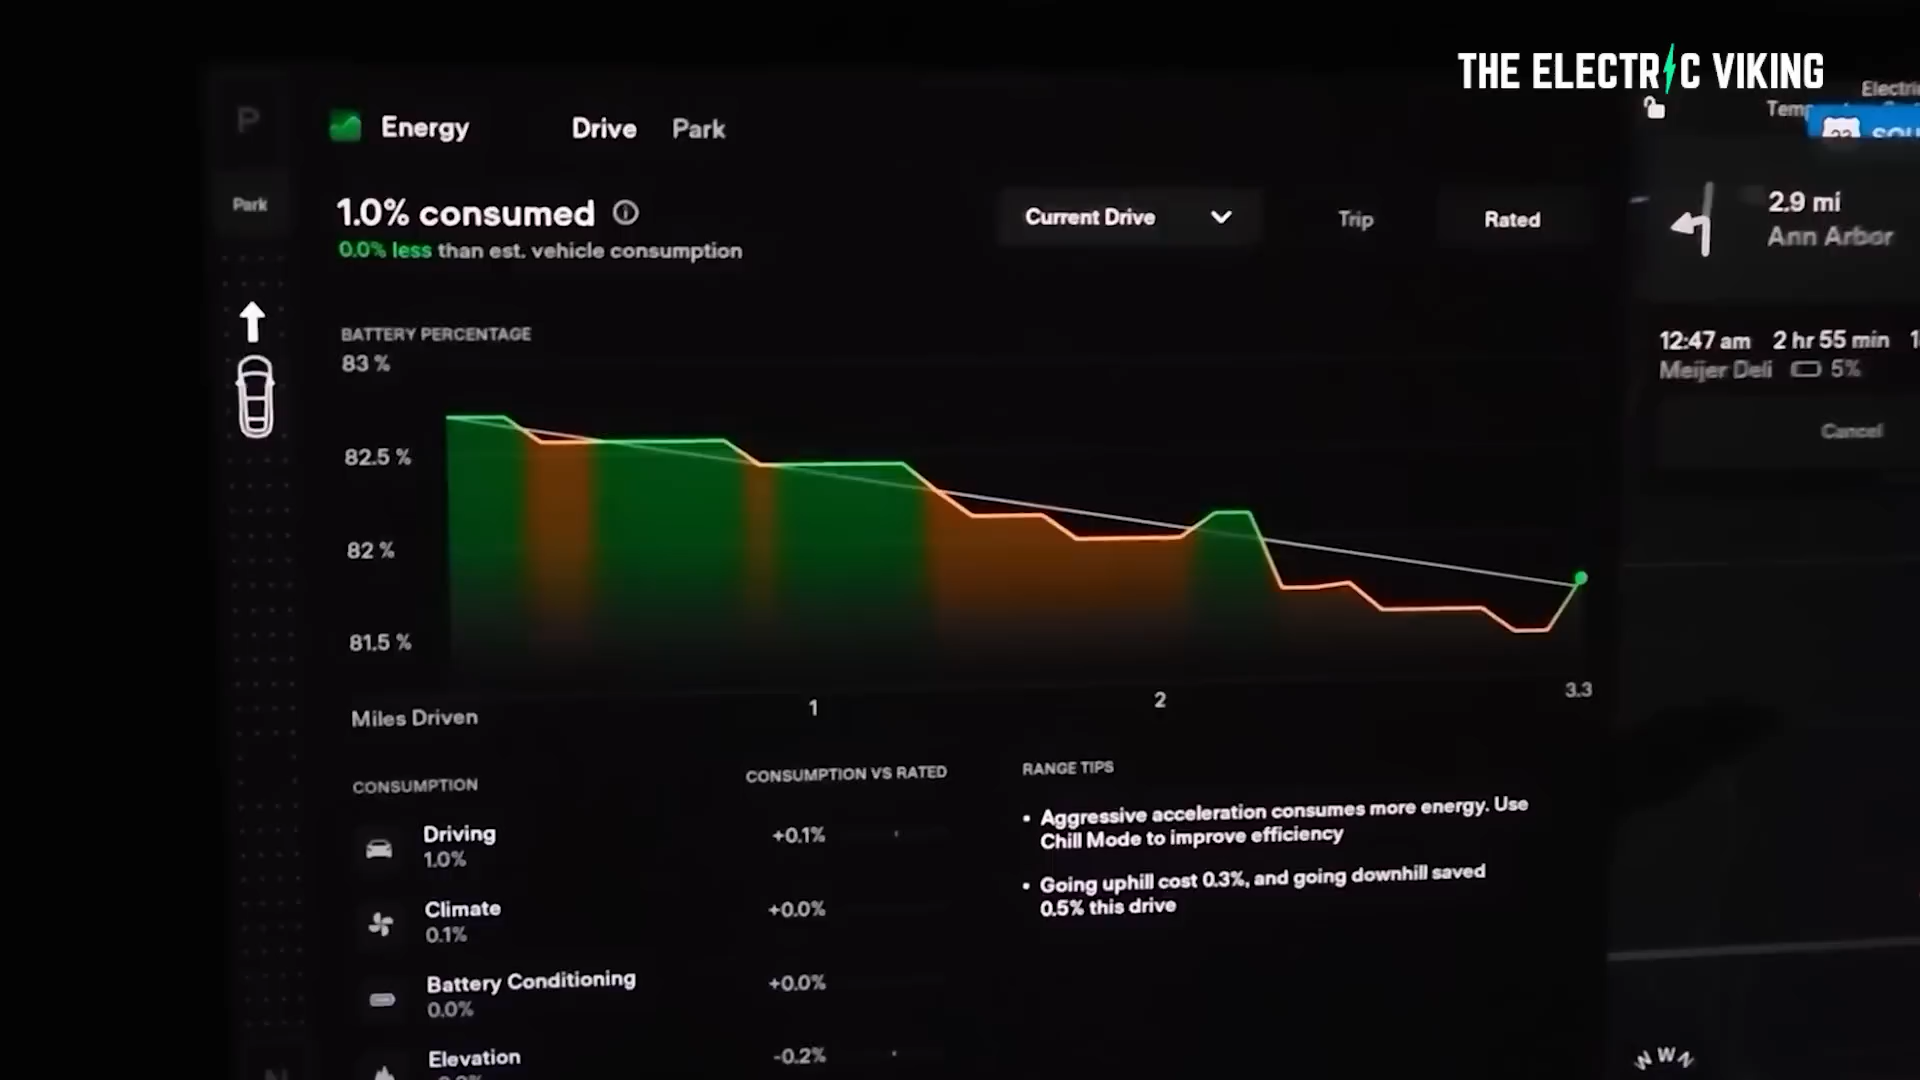 THE ELECTRIC VIKING
P
Energy
Drive
Park
Park
1.0% consumed
0.0% less than est. vehicle consumption
Current Drive
Trip
Rated
2.9 mi
Ann Arbor
12:47 am 2 hr 55 min
Meijer Deli 5%
Cancel
BATTERY PERCENTAGE
83 %
82.5 %
82 %
81.5 %
Miles Driven
1
2
3.3
CONSUMPTION
CONSUMPTION VS RATED
Driving
1.0%
+0.1%
Climate
0.1%
+0.0%
Battery Conditioning
0.0%
+0.0%
Elevation
-0.2%
RANGE TIPS
• Aggressive acceleration consumes more energy. Use
Chill Mode to improve efficiency
• Going uphill cost 0.3%, and going downhill saved
0.5% this drive
N W N